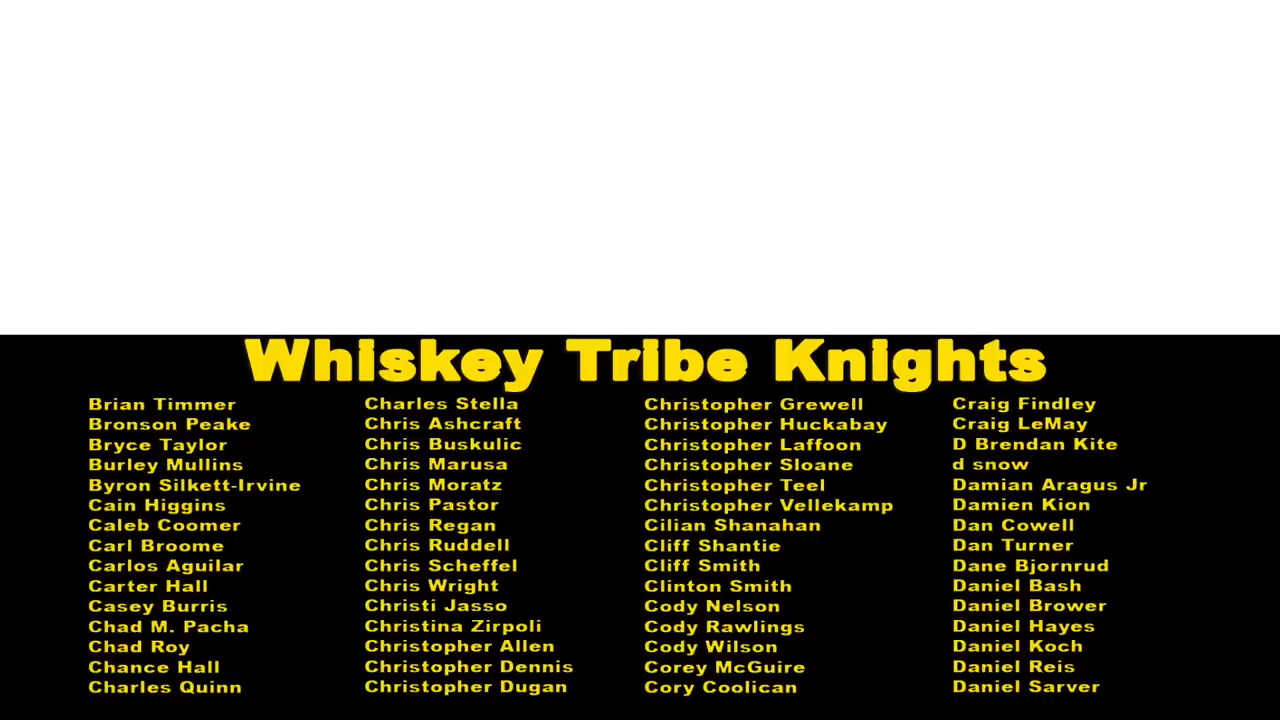 Whiskey Tribe Knights
Brian Timmer
Bronson Peake
Bryce Taylor
Burley Mullins
Byron Silkett-Irvine
Cain Higgins
Caleb Coomer
Carl Broome
Carlos Aguilar
Carter Hall
Casey Burris
Chad M. Pacha
Chad Roy
Chance Hall
Charles Quinn
Charles Stella
Chris Ashcraft
Chris Buskulic
Chris Marusa
Chris Moratz
Chris Pastor
Chris Regan
Chris Ruddell
Chris Scheffel
Chris Wright
Christi Jasso
Christina Zirpoli
Christopher Allen
Christopher Dennis
Christopher Dugan
Christopher Grewell
Christopher Huckabay
Christopher Laffoon
Christopher Sloane
Christopher Teel
Christopher Vellekamp
Cilian Shanahan
Cliff Shantie
Cliff Smith
Clinton Smith
Cody Nelson
Cody Rawlings
Cody Wilson
Corey McGuire
Cory Coolican
Craig Findley
Craig LeMay
D Brendan Kite
d snow
Damian Aragus Jr
Damien Kion
Dan Cowell
Dan Turner
Dane Bjornrud
Daniel Bash
Daniel Brower
Daniel Hayes
Daniel Koch
Daniel Reis
Daniel Sarver